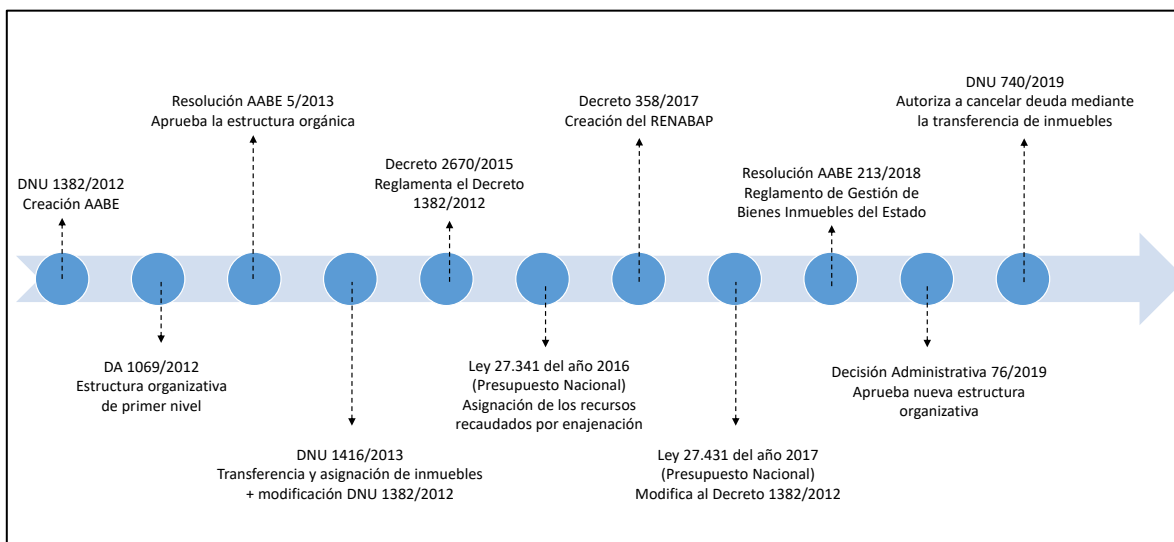 DNU 1382/2012
Creación AABE
DA 1069/2012
Estructura organizativa
de primer nivel
Resolución AABE 5/2013
Aprueba la estructura orgánica
DNU 1416/2013
Transferencia y asignación de inmuebles
+ modificación DNU 1382/2012
Decreto 2670/2015
Reglamenta el Decreto
1382/2012
Ley 27.341 del año 2016
(Presupuesto Nacional)
Asignación de los recursos
recaudados por enajenación
Decreto 358/2017
Creación del RENABAP
Ley 27.431 del año 2017
(Presupuesto Nacional)
Modifica al Decreto 1382/2012
Resolución AABE 213/2018
Reglamento de Gestión de
Bienes Inmuebles del Estado
Decisión Administrativa 76/2019
Aprueba nueva estructura
organizativa
DNU 740/2019
Autoriza a cancelar deuda mediante
la transferencia de inmuebles